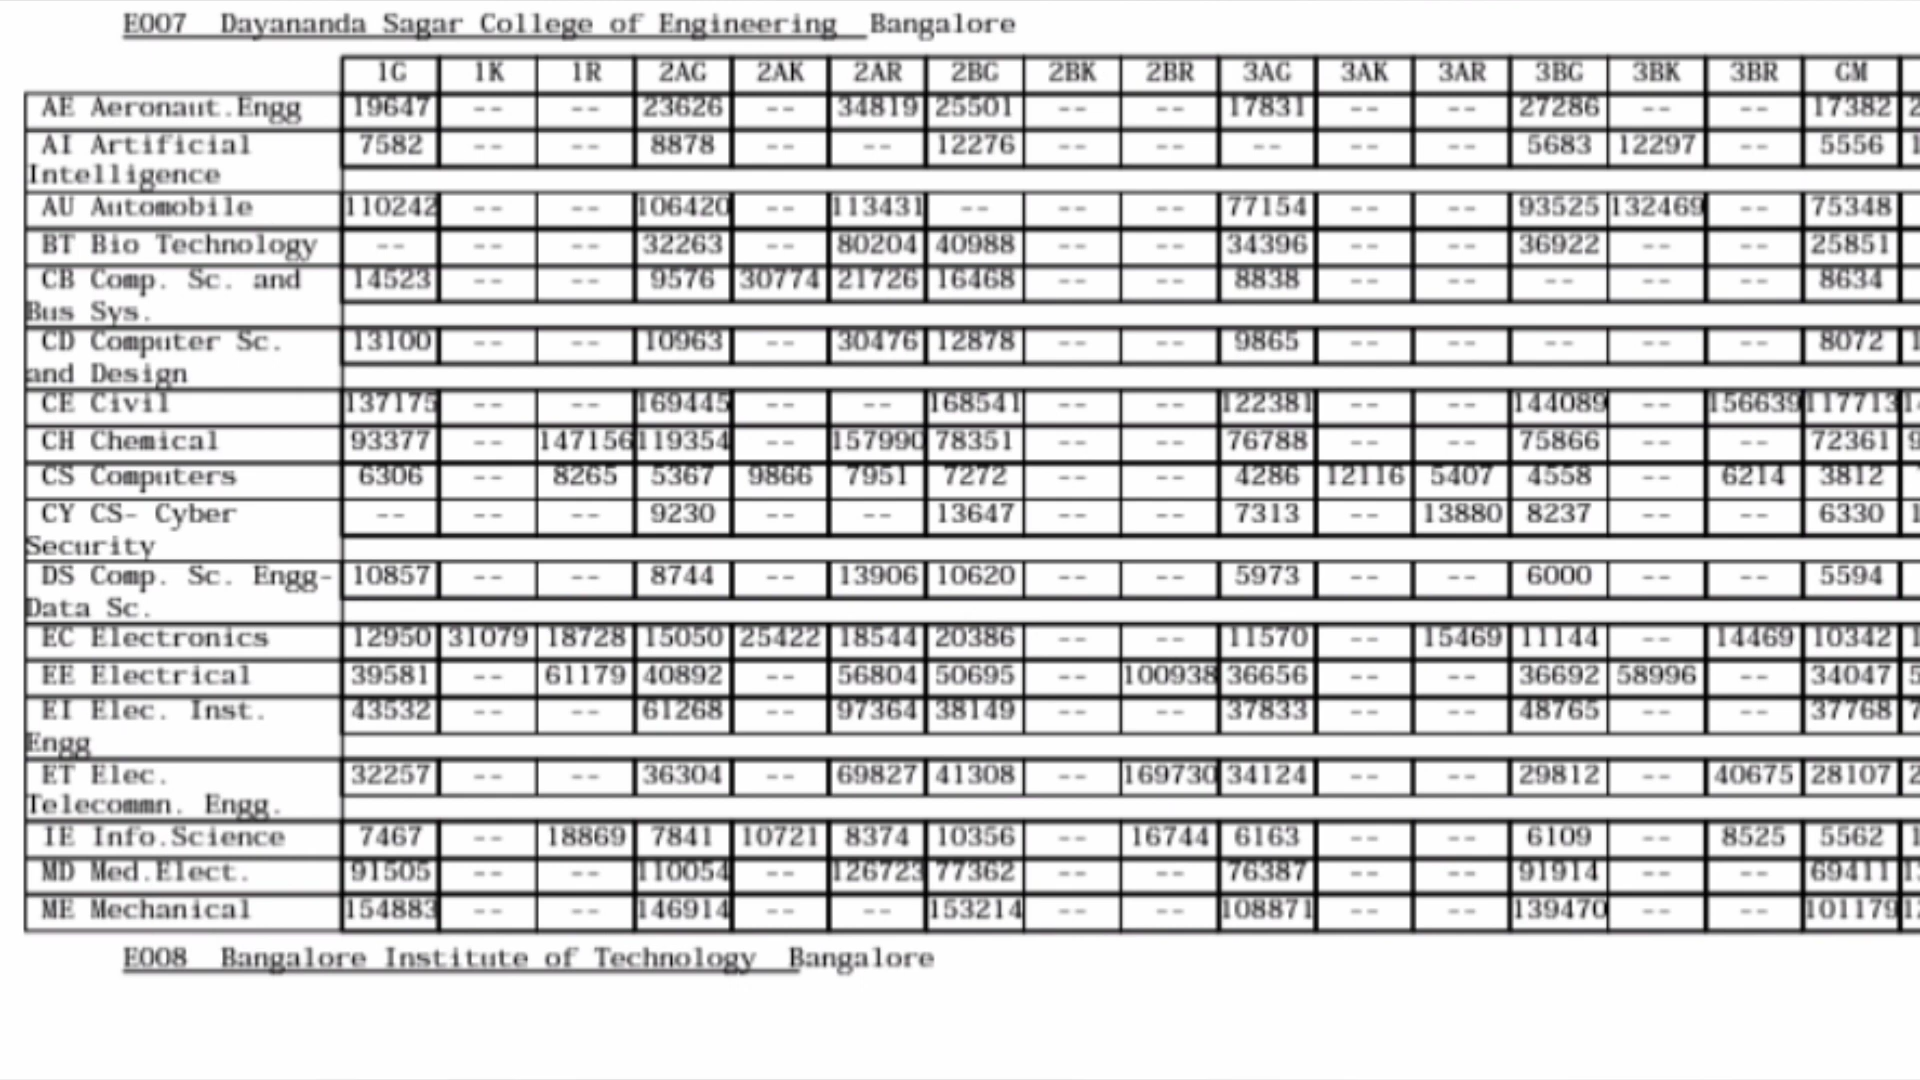 E007 Dayananda Sagar College of Engineering Bangalore
1G 1K 1R 2AG 2AK 2AR 2BG 2BK 2BR 3AG 3AK 3AR 3BG 3BK 3BR GM
AE Aeronaut.Engg 19647 -- -- 23626 -- 34819 25501 -- -- 17831 -- -- 27286 -- -- 17382
AI Artificial 7582 -- -- 8878 -- -- 12276 -- -- -- -- -- 5683 12297 -- 5556
Intelligence
AU Automobile 110242 -- -- 106420 -- 113431 -- -- -- 77154 -- -- 93525 132469 -- 75348
BT Bio Technology -- -- -- 32263 -- 80204 40988 -- -- 34396 -- -- 36922 -- -- 25851
CB Comp. Sc. and 14523 -- -- 9576 30774 21726 16468 -- -- 8838 -- -- -- -- -- 8634
Bus Sys.
CD Computer Sc. 13100 -- -- 10963 -- 30476 12878 -- -- 9865 -- -- -- -- -- 8072
and Design
CE Civil 137175 -- -- 169445 -- -- 168541 -- -- 122381 -- -- 144089 -- 156639 117713
CH Chemical 93377 -- 147156 119354 -- 157990 78351 -- -- 76788 -- -- 75866 -- -- 72361
CS Computers 6306 -- 8265 5367 9866 7951 7272 -- -- 4286 12116 5407 4558 -- 6214 3812
CY CS- Cyber -- -- -- 9230 -- -- 13647 -- -- 7313 -- 13880 8237 -- -- 6330
Security
DS Comp. Sc. Engg- 10857 -- -- 8744 -- 13906 10620 -- -- 5973 -- -- 6000 -- -- 5594
Data Sc.
EC Electronics 12950 31079 18728 15050 25422 18544 20386 -- -- 11570 -- 15469 11144 -- 14469 10342
EE Electrical 39581 -- 61179 40892 -- 56804 50695 -- 100938 36656 -- -- 36692 58996 -- 34047
EI Elec. Inst. 43532 -- -- 61268 -- 97364 38149 -- -- 37833 -- -- 48765 -- -- 37768
Engg
ET Elec. 32257 -- -- 36304 -- 69827 41308 -- 169730 34124 -- -- 29812 -- 40675 28107
Telecommn. Engg.
IE Info.Science 7467 -- 18869 7841 10721 8374 10356 -- 16744 6163 -- -- 6109 -- 8525 5562
MD Med.Elect. 91505 -- -- 110054 -- 126723 77362 -- -- 76387 -- -- 91914 -- -- 69411
ME Mechanical 154883 -- -- 146914 -- -- 153214 -- -- 108871 -- -- 139470 -- -- 101179
E008 Bangalore Institute of Technology Bangalore